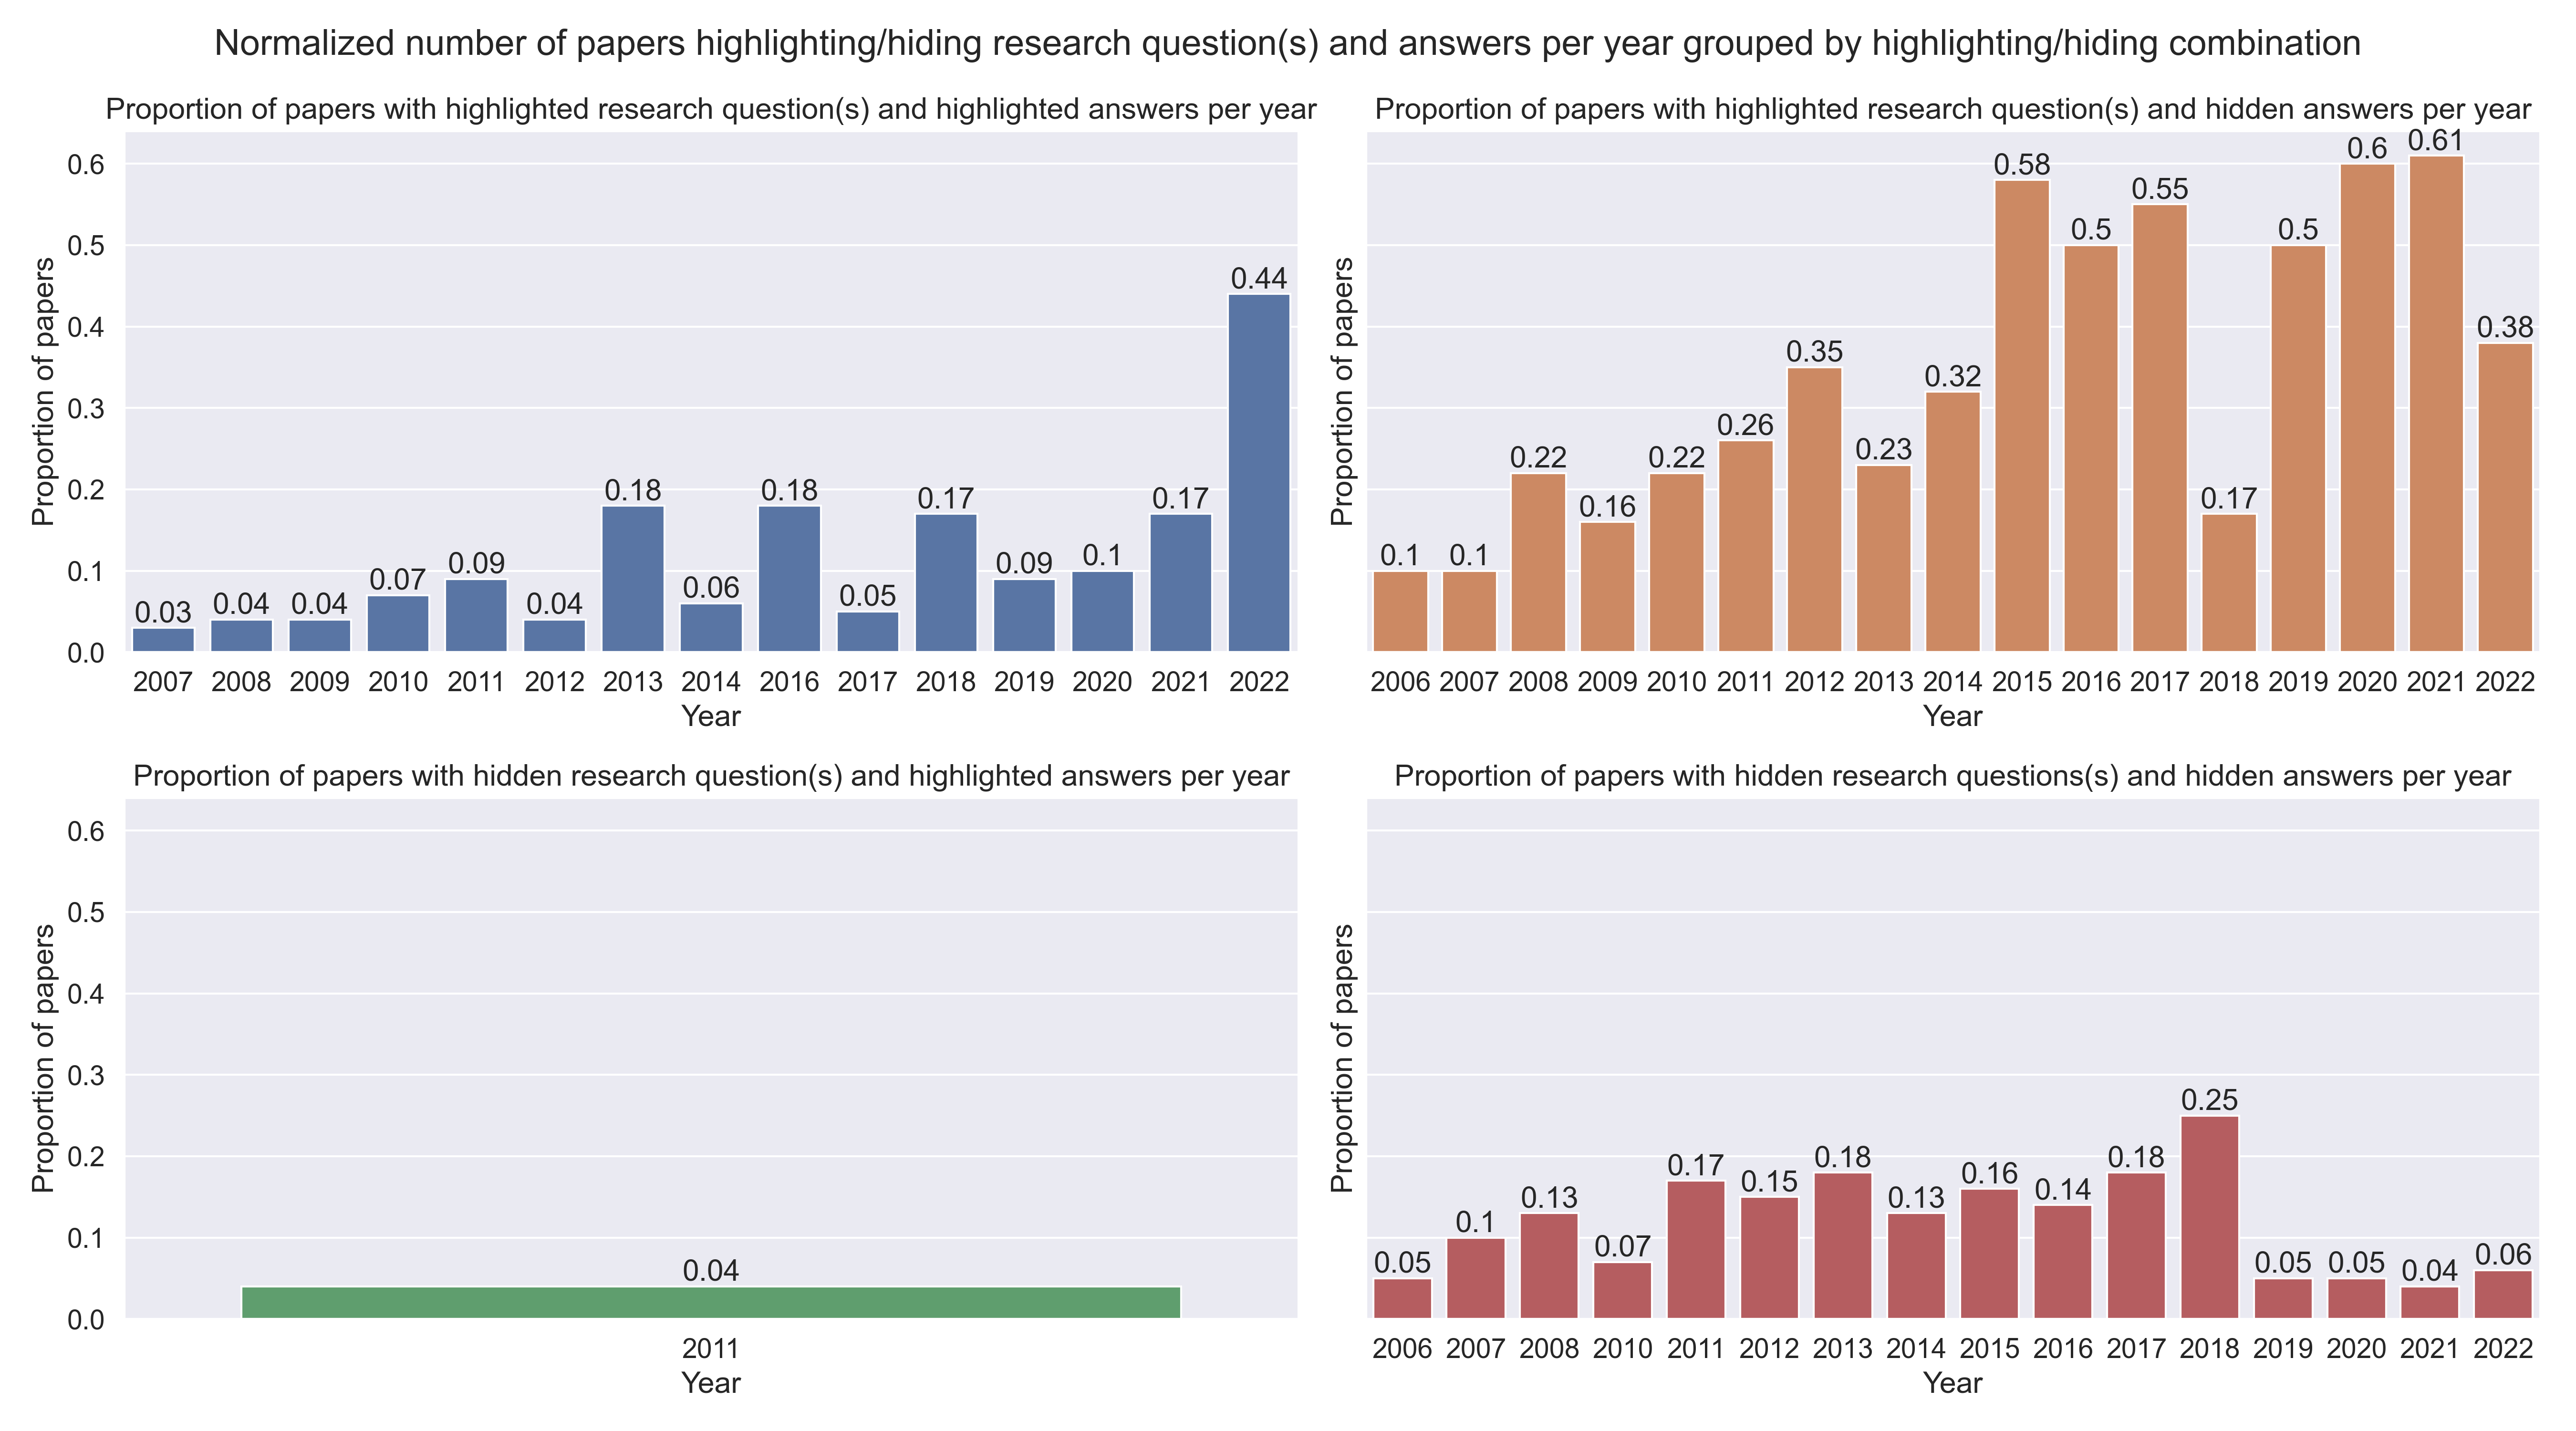 Normalized number of papers highlighting/hiding research question(s) and answers per year grouped by highlighting/hiding combination
Proportion of papers with highlighted research question(s) and highlighted answers per year
Proportion of papers
0.6
0.5
0.4
0.3
0.2
0.1
0.0
0.03 0.04 0.04 0.07 0.09 0.04 0.18 0.06 0.18 0.05 0.17 0.09 0.1 0.17 0.44
2007 2008 2009 2010 2011 2012 2013 2014 2016 2017 2018 2019 2020 2021 2022
Year
Proportion of papers with highlighted research question(s) and hidden answers per year
Proportion of papers
0.1 0.1 0.22 0.16 0.22 0.26 0.35 0.23 0.32 0.58 0.5 0.55 0.17 0.5 0.6 0.61 0.38
2006 2007 2008 2009 2010 2011 2012 2013 2014 2015 2016 2017 2018 2019 2020 2021 2022
Year
Proportion of papers with hidden research question(s) and highlighted answers per year
Proportion of papers
0.6
0.5
0.4
0.3
0.2
0.1
0.0
0.04
2011
Year
Proportion of papers with hidden research questions(s) and hidden answers per year
Proportion of papers
0.05 0.1 0.13 0.07 0.17 0.15 0.18 0.13 0.16 0.14 0.18 0.25 0.05 0.05 0.04 0.06
2006 2007 2008 2010 2011 2012 2013 2014 2015 2016 2017 2018 2019 2020 2021 2022
Year